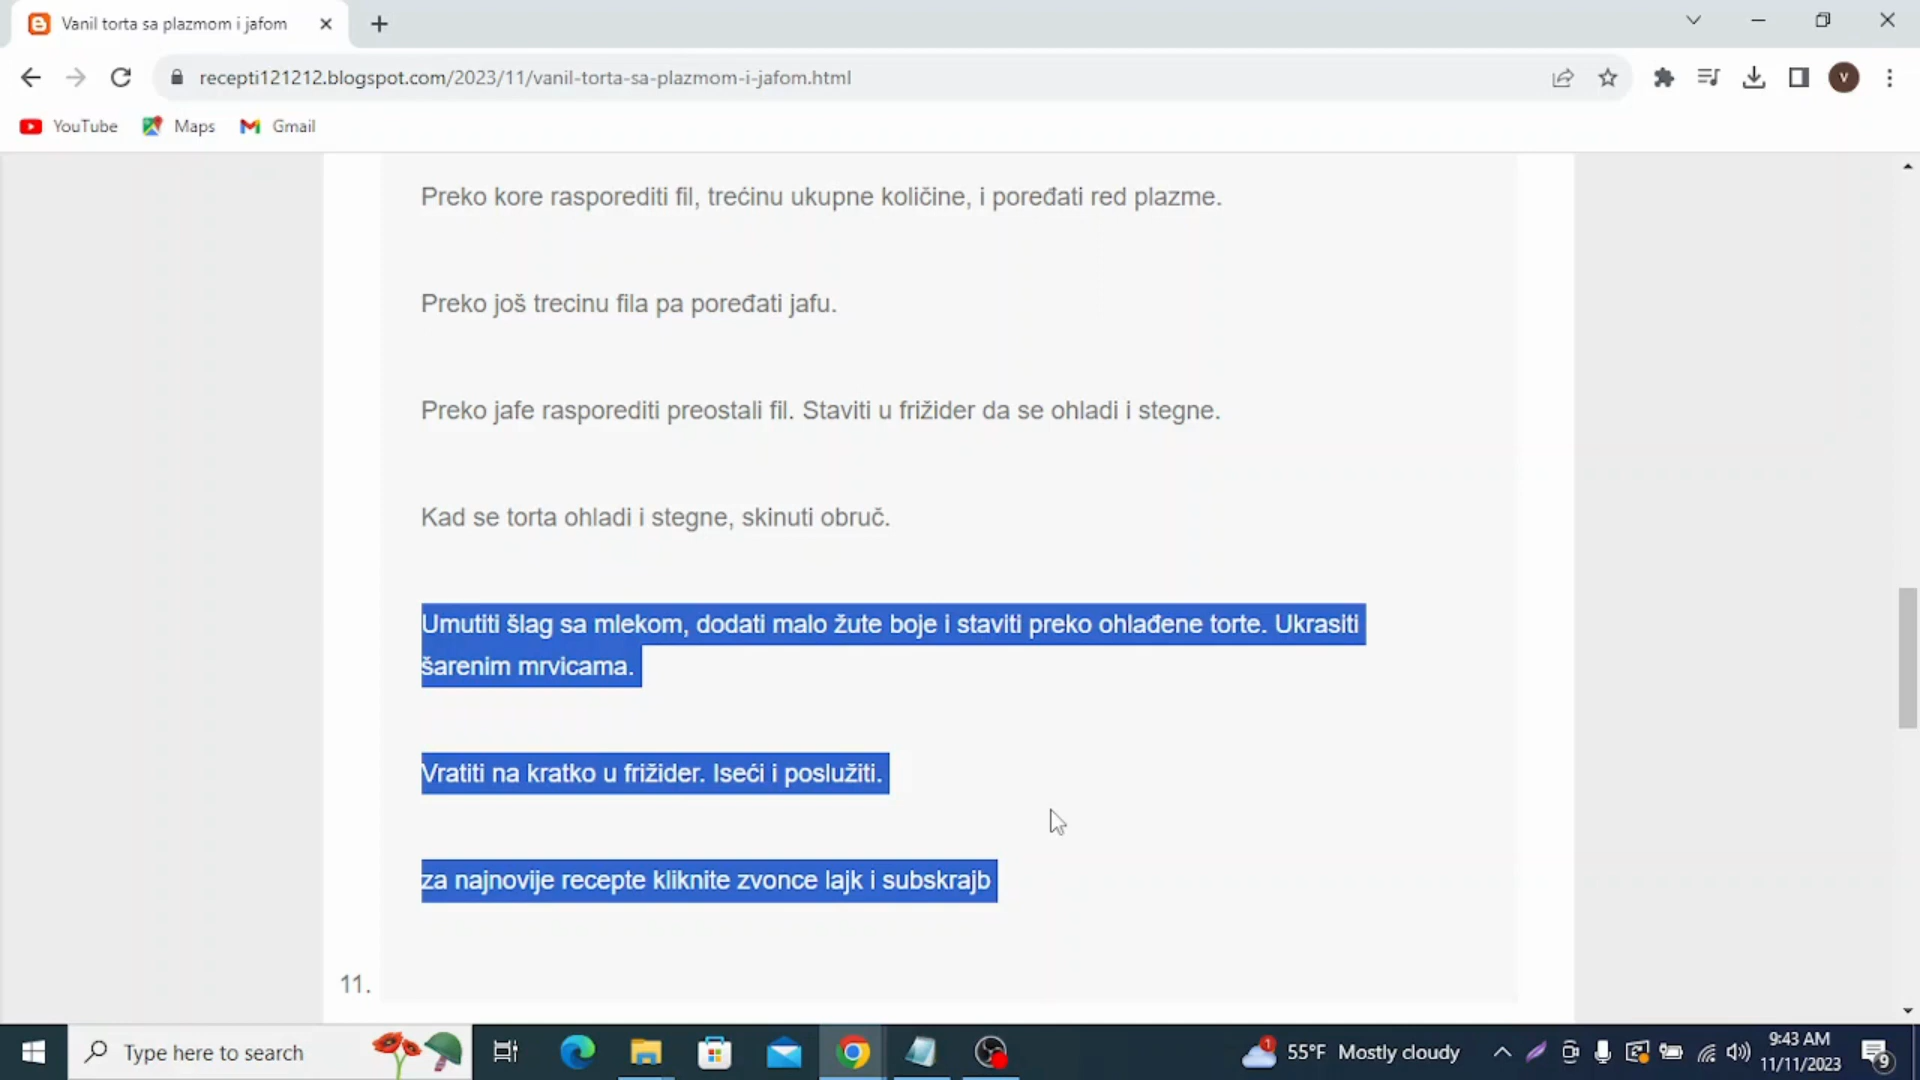 Vanil torta sa plazmom i jafom
recepti121212.blogspot.com/2023/11/vanil-torta-sa-plazmom-i-jafom.html
V
YouTube
Maps
Gmail
Preko kore rasporediti fil, trećinu ukupne količine, i poređati red plazme.
Preko još trecinu fila pa poređati jafu.
Preko jafe rasporediti preostali fil. Staviti u frižider da se ohladi i stegne.
Kad se torta ohladi i stegne, skinuti obruč.
Umutiti šlag sa mlekom, dodati malo žute boje i staviti preko ohlađene torte. Ukrasiti
šarenim mrvicama.
Vratiti na kratko u frižider. Iseći i poslužiti.
za najnovije recepte kliknite zvonce lajk i subskrajb
11.
Type here to search
1
55°F Mostly cloudy
9:43 AM
11/11/2023
9